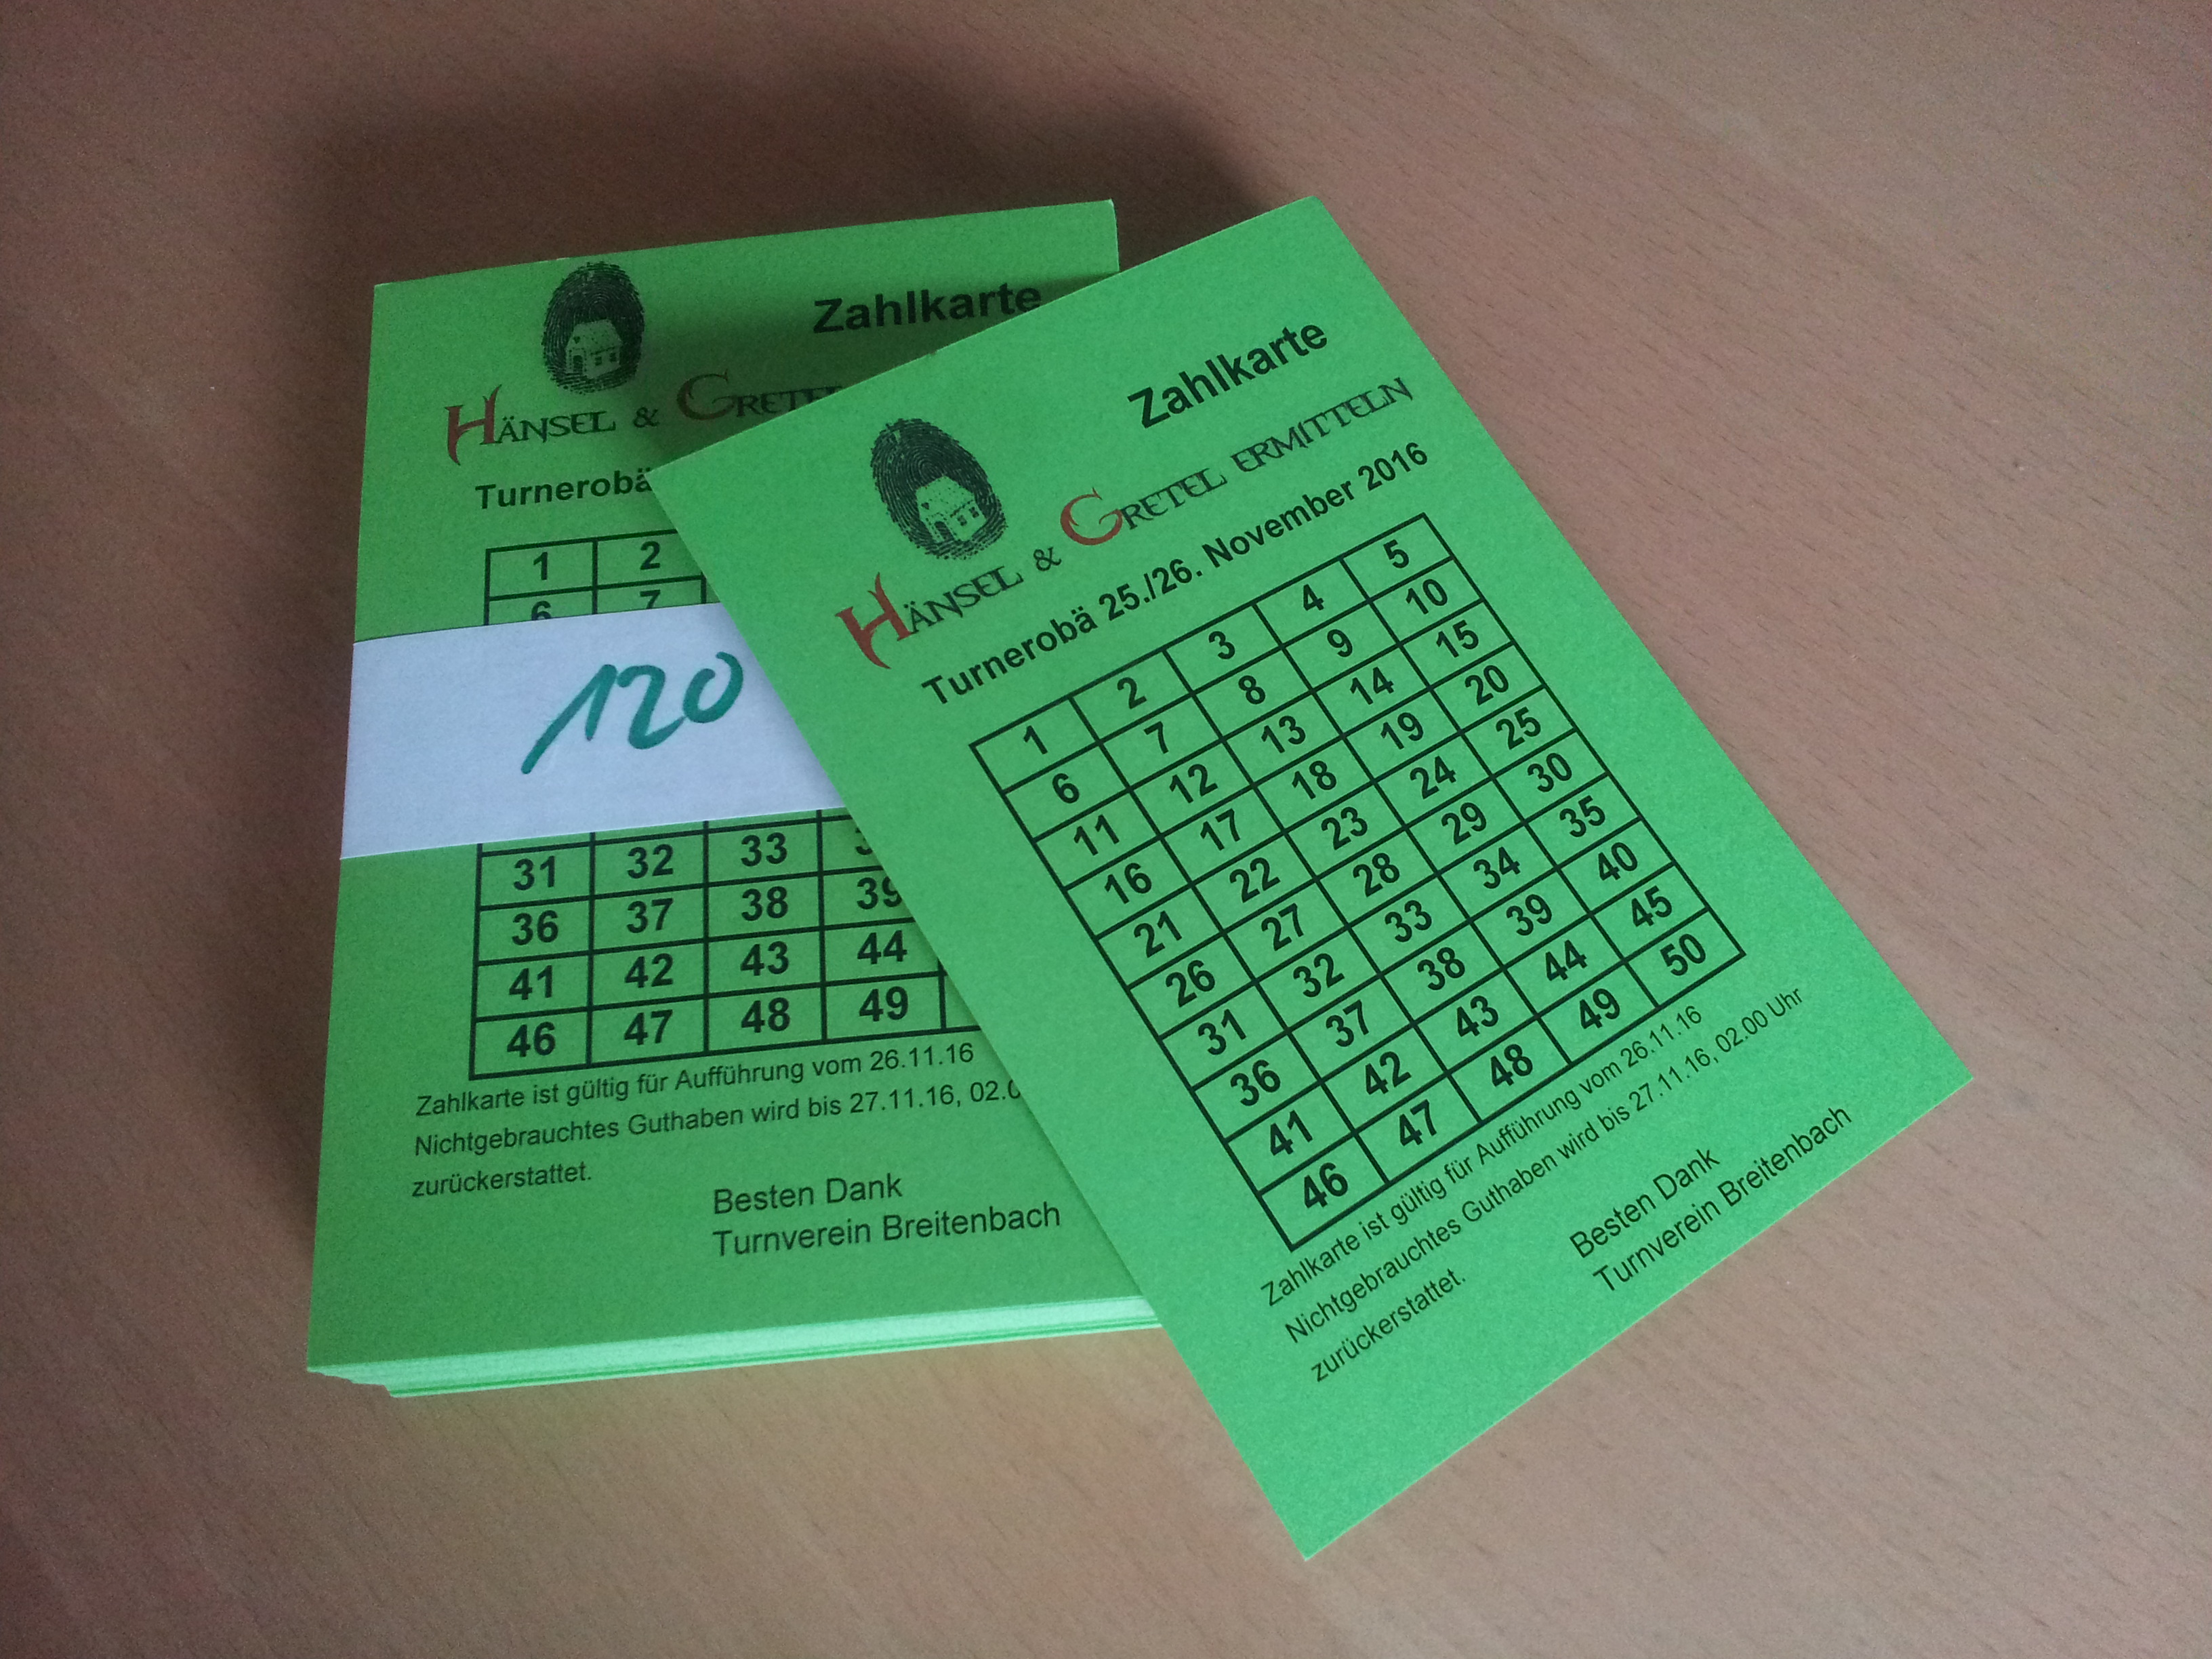 Zahlkarte
HÄNSEL & GRETEL
Turnerobä
1 2
6 7
120
31 32 33
36 37 38 39
41 42 43 44
46 47 48 49
Zahlkarte ist gültig für Aufführung vom 26.11.16
Nichtgebrauchtes Guthaben wird bis 27.11.16,
zurückerstattet.
Besten Dank
Turnverein Breitenbach
Zahlkarte
HÄNSEL & GRETEL ERMITTELN
Turnerobä 25./26. November 2016
1 2 3 4 5
6 7 8 9 10
11 12 13 14 15
16 17 18 19 20
21 22 23 24 25
26 27 28 29 30
31 32 33 34 35
36 37 38 39 40
41 42 43 44 45
46 47 48 49 50
Zahlkarte ist gültig für Aufführung vom 26.11.16
Nichtgebrauchtes Guthaben wird bis 27.11.16, 02.00 Uhr
zurückerstattet.
Besten Dank
Turnverein Breitenbach